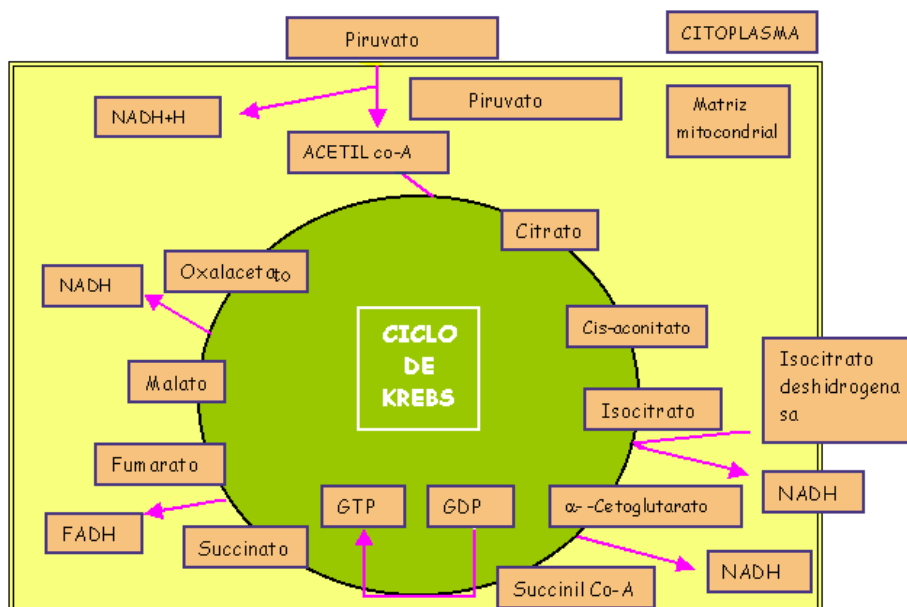 Piruvato
CITOPLASMA
Piruvato
NADH+H
Matriz
mitocondrial
ACETIL co-A
Citrato
Oxalacetato
NADH
CICLO
DE
KREBS
Cis-aconitato
Isocitrato
deshidrogena
sa
Malato
Isocitrato
Fumarato
NADH
GTP
GDP
α--Cetoglutarato
FADH
Succinato
NADH
Succinil Co-A